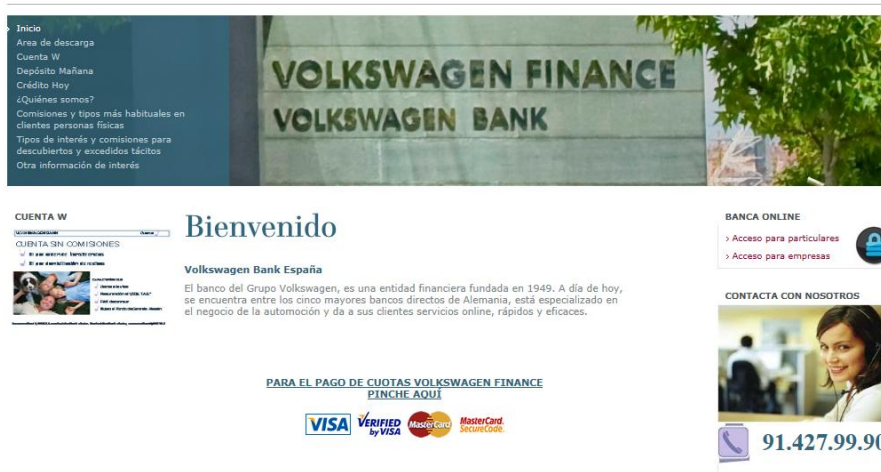 Inicio
Area de descarga
Cuenta W
Depósito Mañana
Crédito Hoy
¿Quiénes somos?
Comisiones y tipos más habituales en
clientes personas físicas
Tipos de interés y comisiones para
descubiertos y excedidos tácitos
Otra información de interés
VOLKSWAGEN FINANCE
VOLKSWAGEN BANK
CUENTA W
CUENTA SIN COMISIONES
Bienvenido
Volkswagen Bank España
El banco del Grupo Volkswagen, es una entidad financiera fundada en 1949. A día de hoy,
se encuentra entre los cinco mayores bancos directos de Alemania, está especializado en
el negocio de la automoción y da a sus clientes servicios online, rápidos y eficaces.
PARA EL PAGO DE CUOTAS VOLKSWAGEN FINANCE
PINCHE AQUÍ
VISA
VERIFIED
by VISA
MasterCard
MasterCard.
SecureCode.
BANCA ONLINE
› Acceso para particulares
› Acceso para empresas
CONTACTA CON NOSOTROS
91.427.99.90